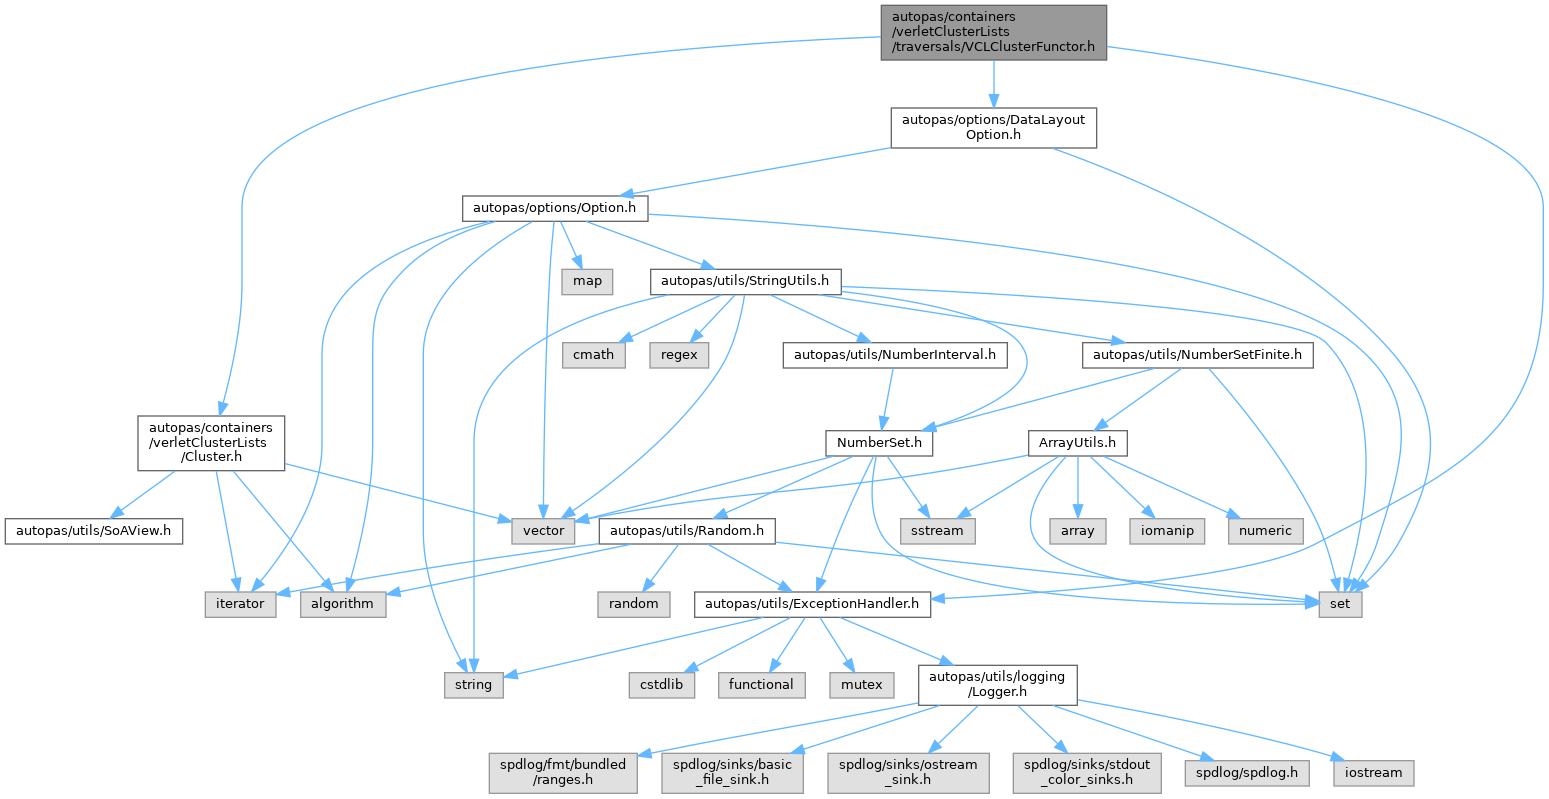 autopas/containers
/verletClusterLists
/traversals/VCLClusterFunctor.h
autopas/options/DataLayout
Option.h
autopas/options/Option.h
map
autopas/utils/StringUtils.h
cmath
regex
autopas/utils/NumberInterval.h
autopas/utils/NumberSetFinite.h
autopas/containers
/verletClusterLists
/Cluster.h
NumberSet.h
ArrayUtils.h
autopas/utils/SoAView.h
vector
autopas/utils/Random.h
sstream
array
iomanip
numeric
iterator
algorithm
random
autopas/utils/ExceptionHandler.h
set
string
cstdlib
functional
mutex
autopas/utils/logging
/Logger.h
spdlog/fmt/bundled
/ranges.h
spdlog/sinks/basic
_file_sink.h
spdlog/sinks/ostream
_sink.h
spdlog/sinks/stdout
_color_sinks.h
spdlog/spdlog.h
iostream